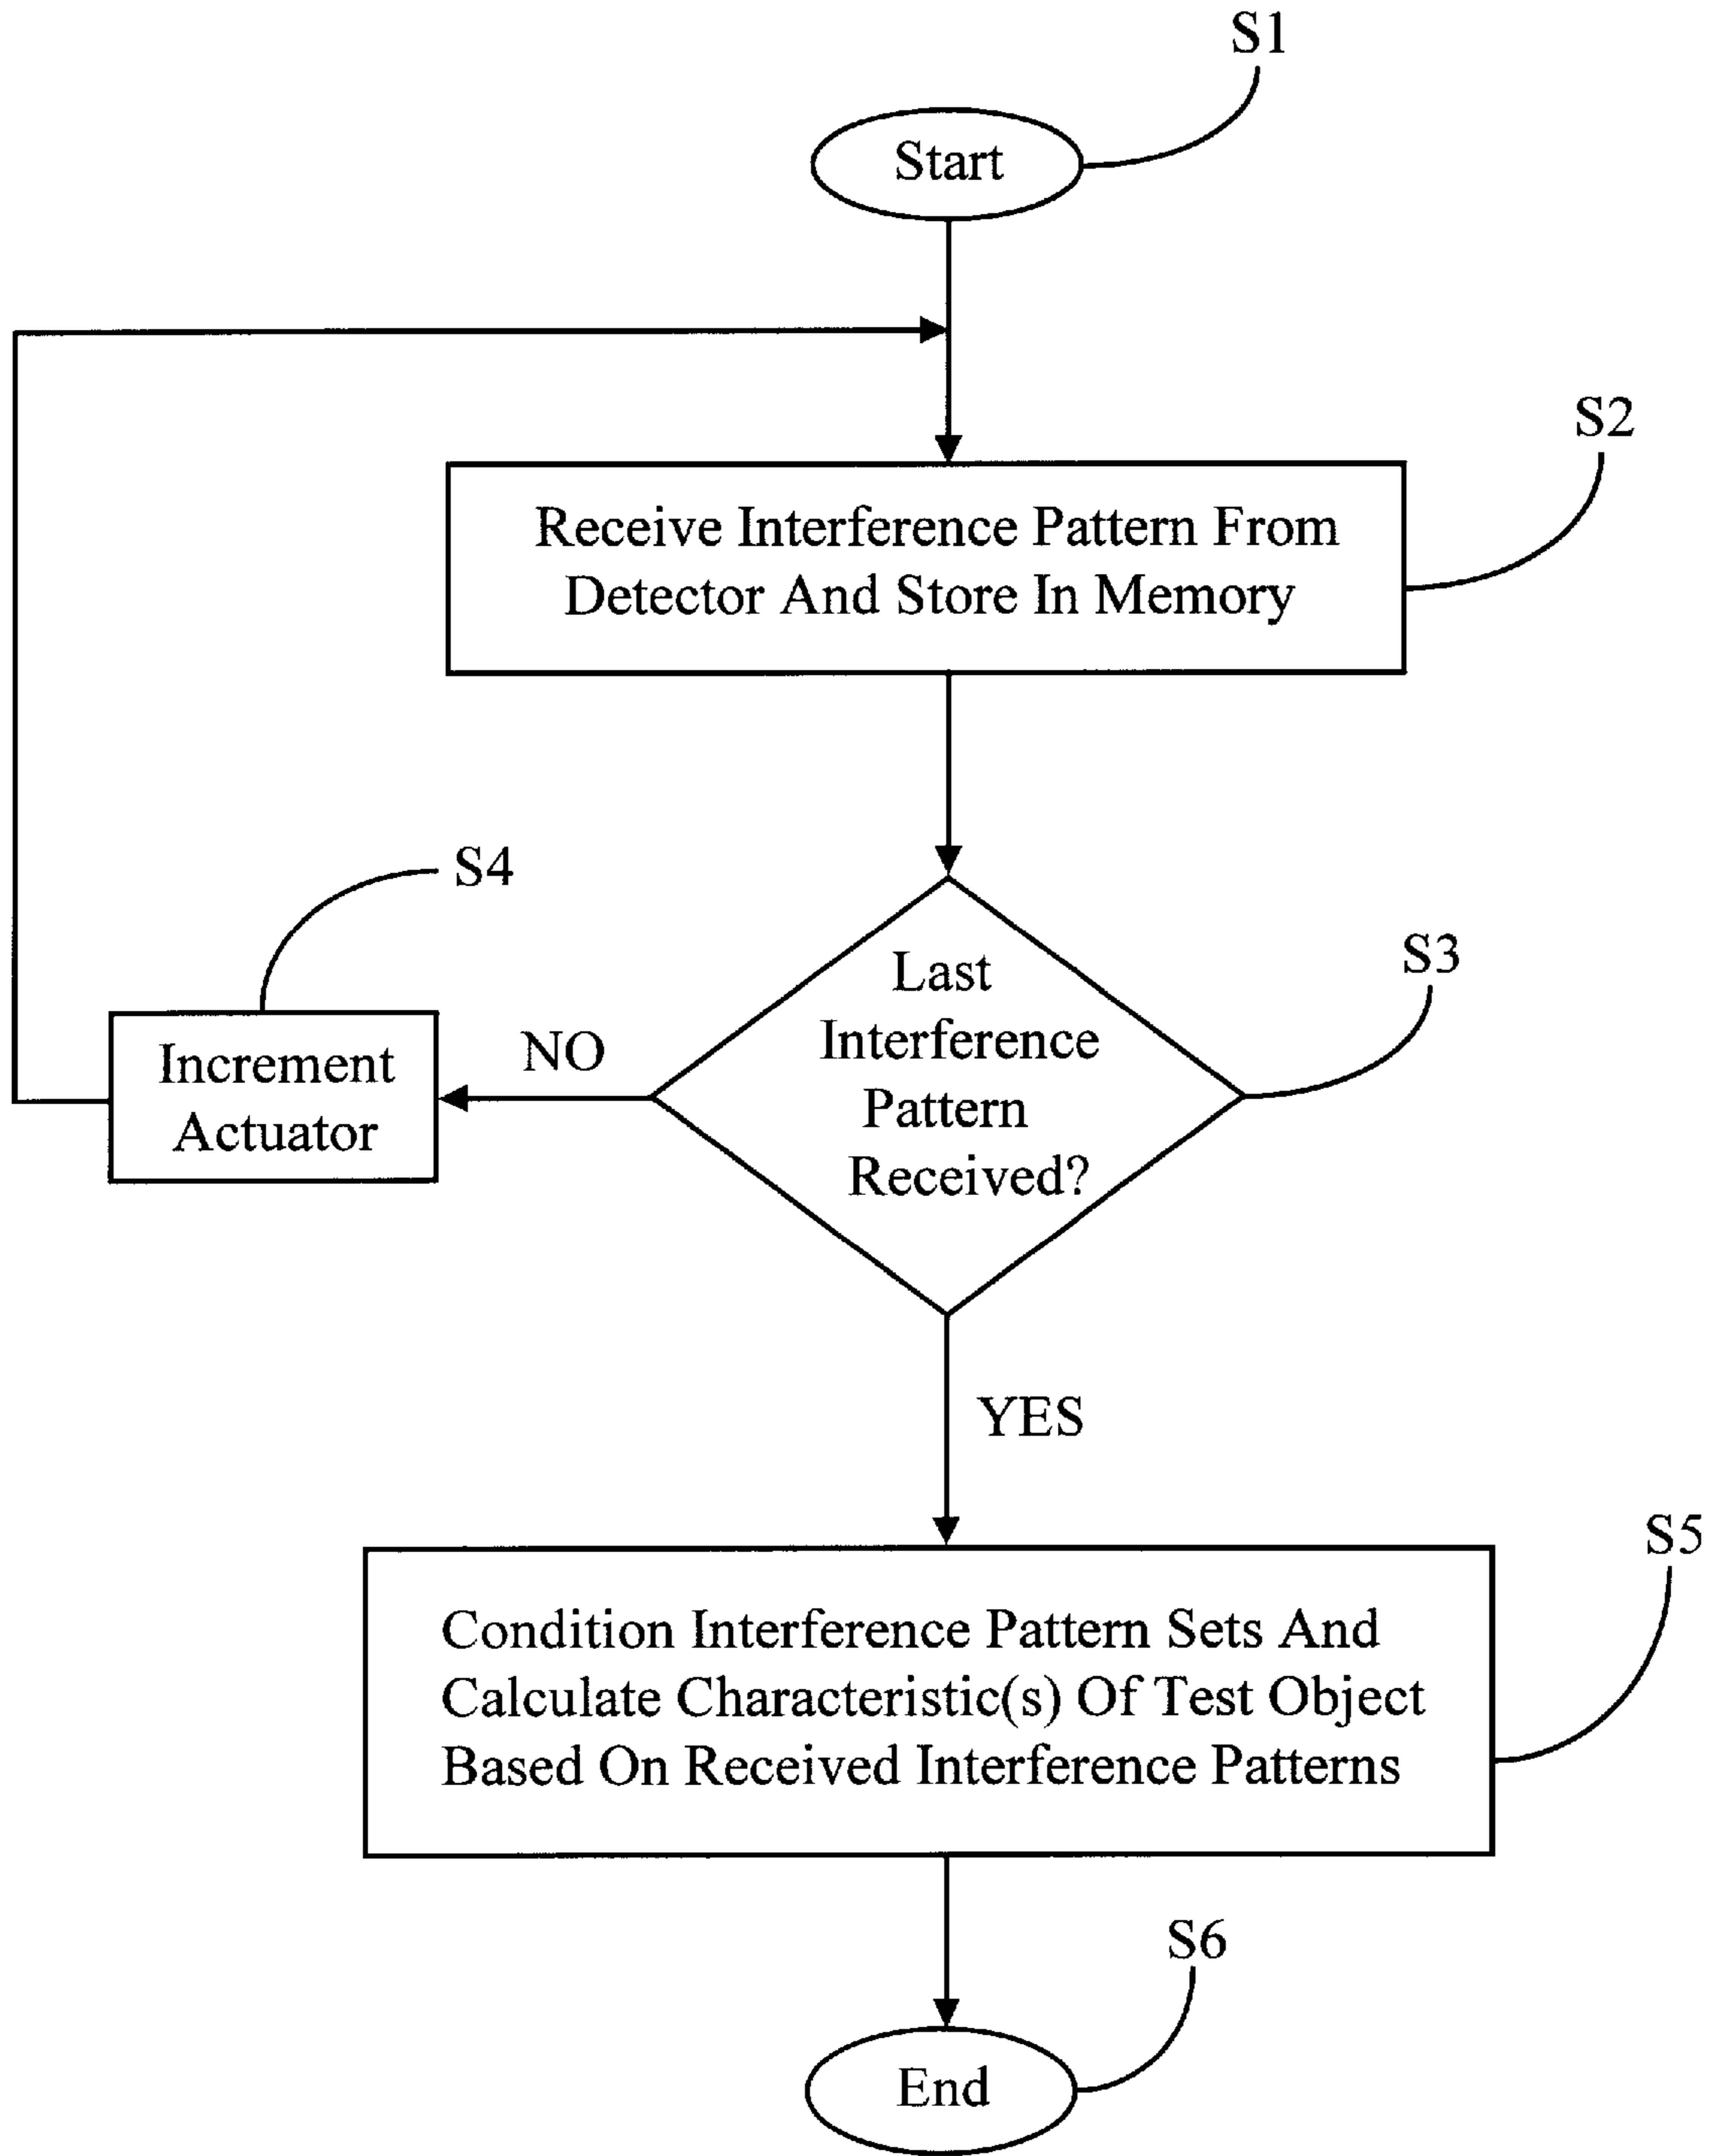 S1
Start
S2
Receive Interference Pattern From
Detector And Store In Memory
S4
S3
Last
Interference
Pattern
Received?
NO
Increment
Actuator
YES
S5
Condition Interference Pattern Sets And
Calculate Characteristic(s) Of Test Object
Based On Received Interference Patterns
S6
End